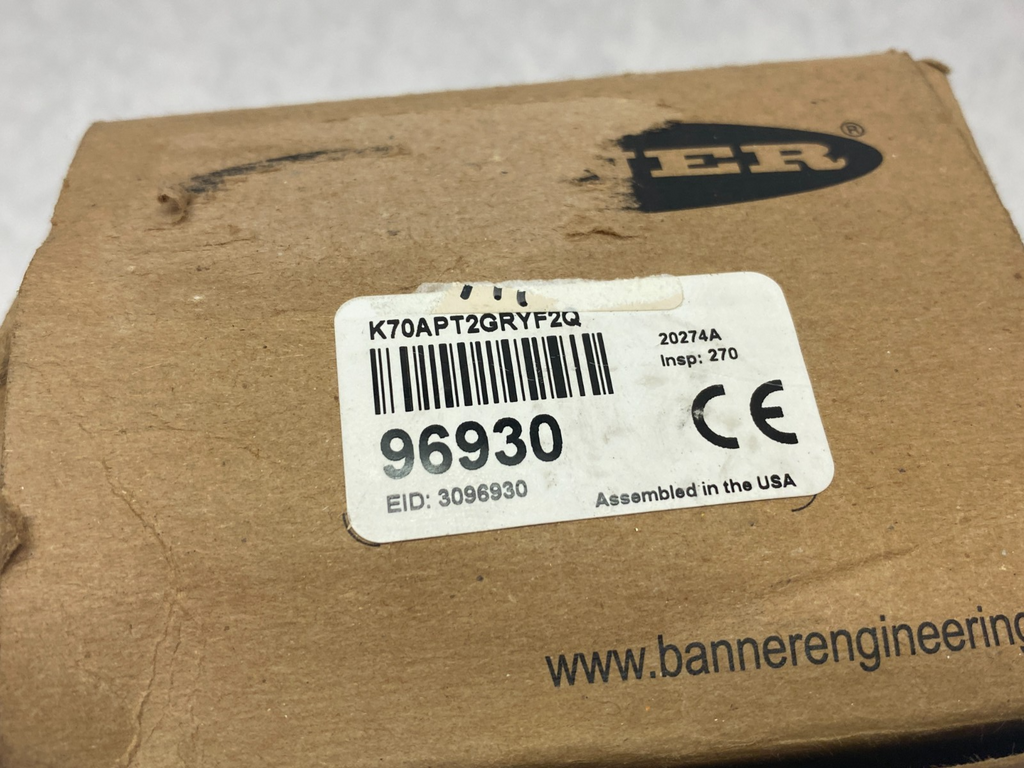 ER®
K70APT2GRYF2Q
20274A
Insp: 270
CE
96930
EID: 3096930
Assembled in the USA
www.bannerengineering